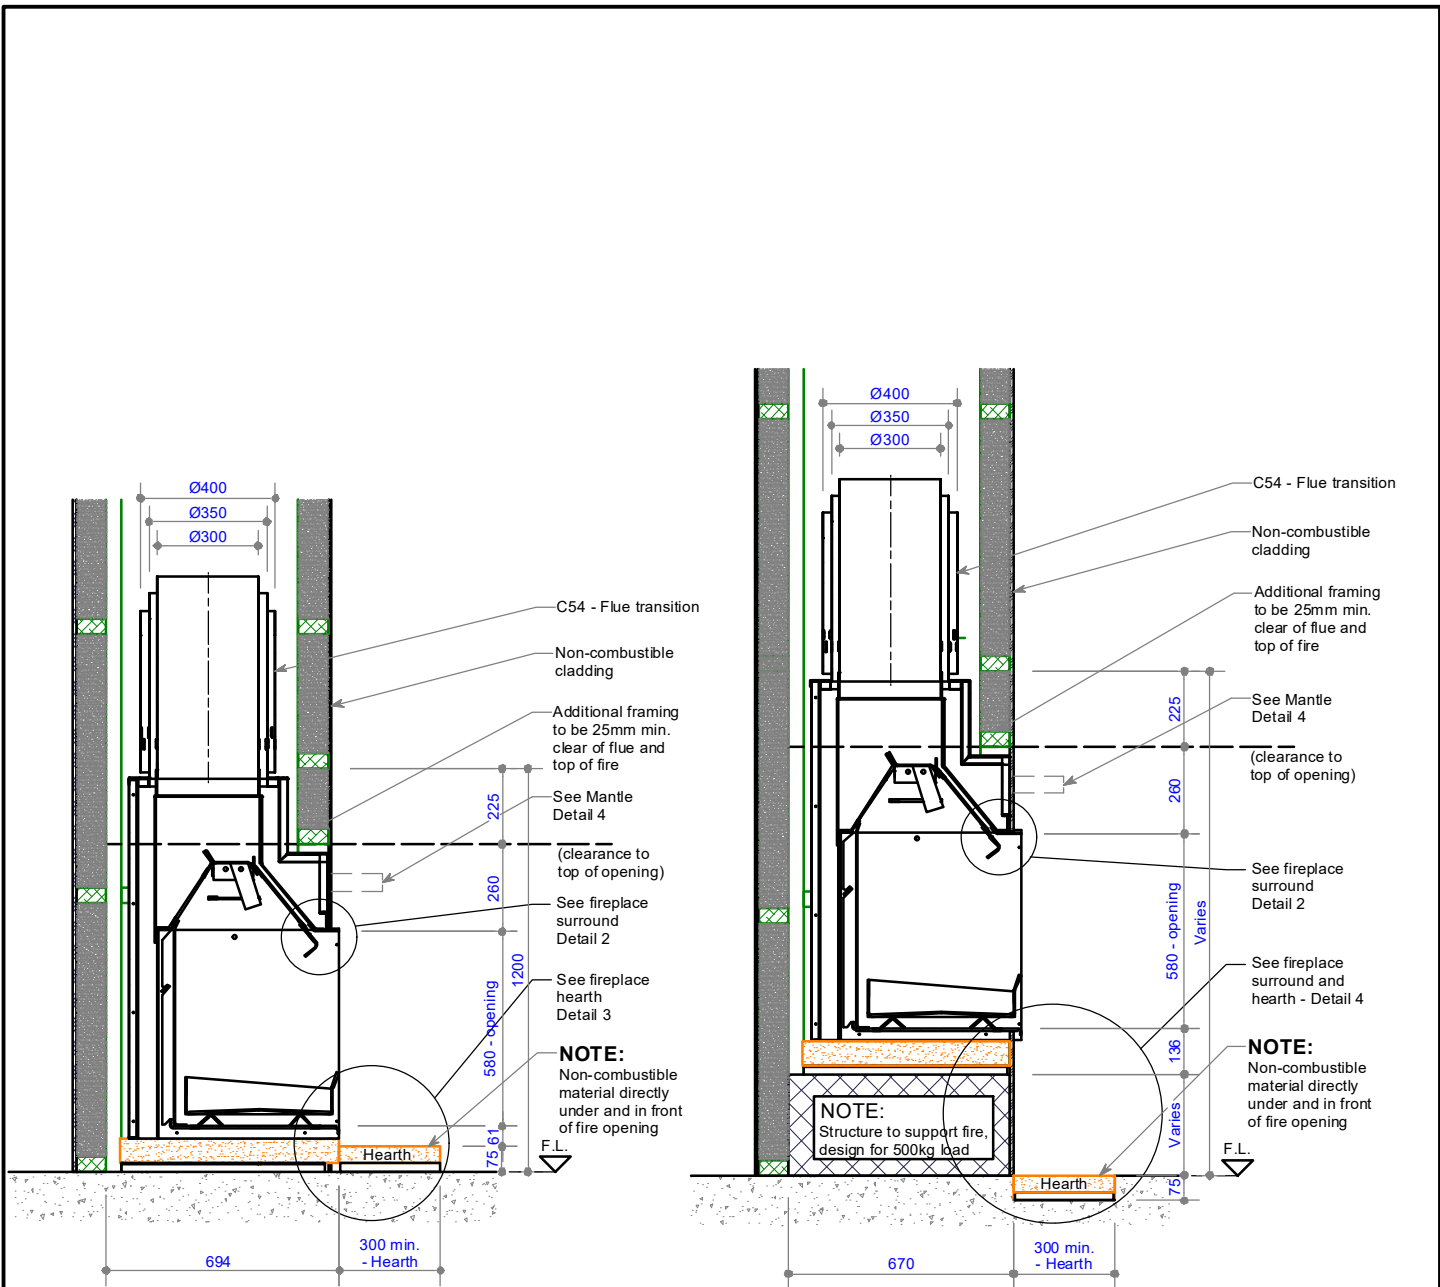 Ø400
Ø350
Ø300
C54 - Flue transition
Non-combustible
cladding
Additional framing
to be 25mm min.
clear of flue and
top of fire
See Mantle
Detail 4
(clearance to
top of opening)
See fireplace
surround
Detail 2
See fireplace
hearth
Detail 3
NOTE:
Non-combustible
material directly
under and in front
of fire opening
F.L.
225
260
1200
580 - opening
61
75
Hearth
694
300 min.
- Hearth
Ø400
Ø350
Ø300
C54 - Flue transition
Non-combustible
cladding
Additional framing
to be 25mm min.
clear of flue and
top of fire
See Mantle
Detail 4
(clearance to
top of opening)
See fireplace
surround
Detail 2
See fireplace
surround and
hearth - Detail 4
NOTE:
Non-combustible
material directly
under and in front
of fire opening
F.L.
225
260
580 - opening
Varies
136
Varies
75
NOTE:
Structure to support fire,
design for 500kg load
Hearth
670
300 min.
- Hearth